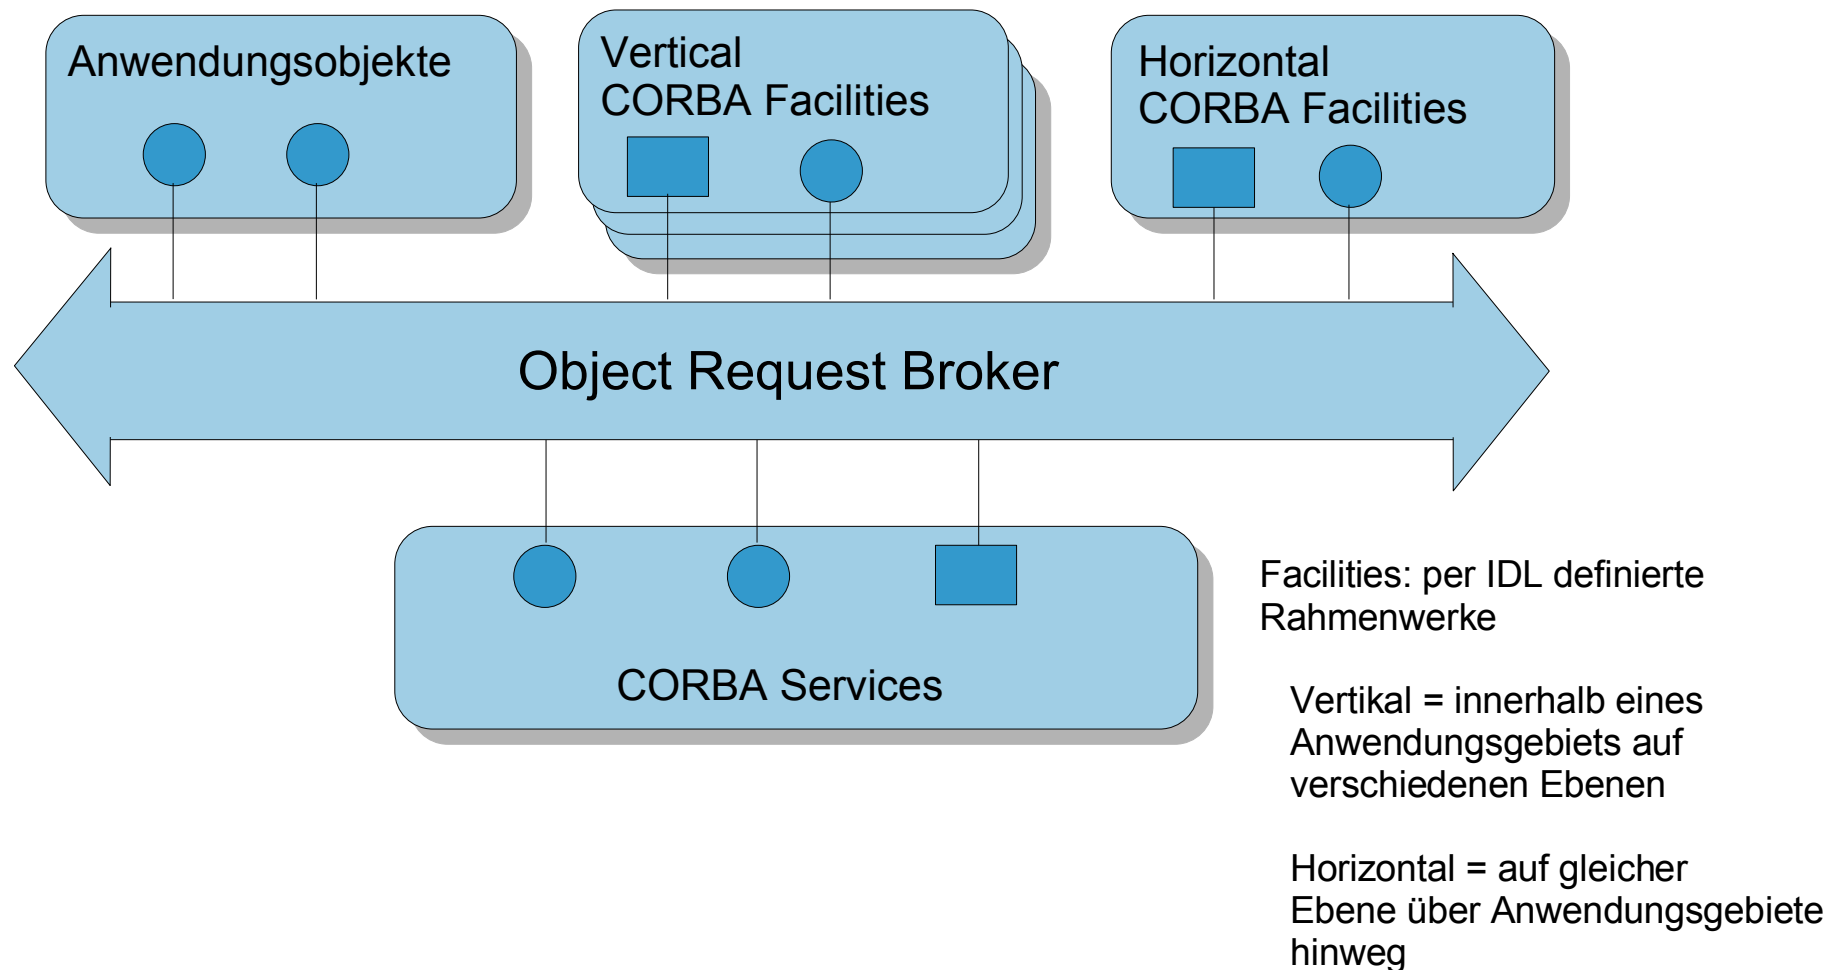 Anwendungsobjekte
Vertical
CORBA Facilities
Horizontal
CORBA Facilities
Object Request Broker
CORBA Services
Facilities: per IDL definierte
Rahmenwerke
Vertikal = innerhalb eines
Anwendungsgebiets auf
verschiedenen Ebenen
Horizontal = auf gleicher
Ebene über Anwendungsgebiete
hinweg